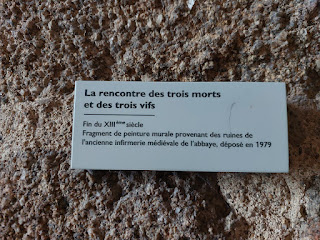 La rencontre des trois morts
et des trois vifs
Fin du XIIIème siècle
Fragment de peinture murale provenant des ruines de
l'ancienne infirmerie médiévale de l'abbaye, déposé en 1979